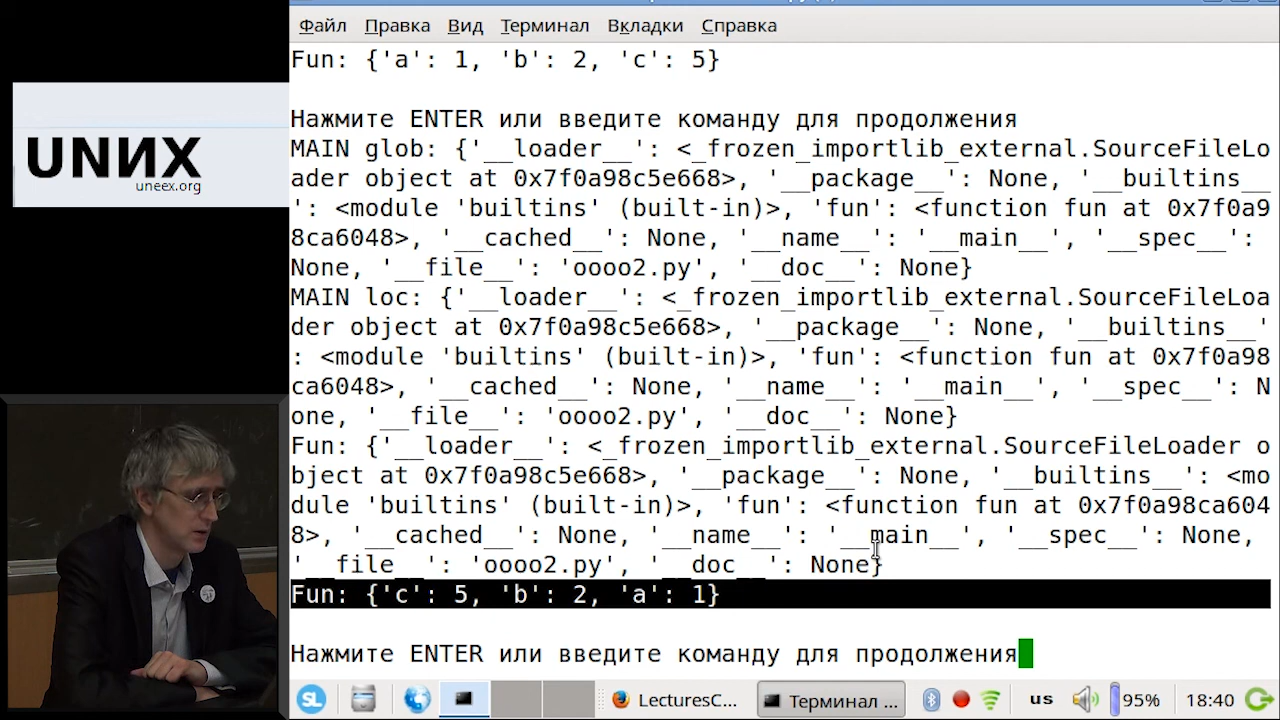 Файл Правка Вид Терминал Вкладки Справка
Fun: {'a': 1, 'b': 2, 'c': 5}
Нажмите ENTER или введите команду для продолжения
MAIN glob: {'__loader__': <_frozen_importlib_external.SourceFileLo
ader object at 0x7f0a98c5e668>, '__package__': None, '__builtins__
': <module 'builtins' (built-in)>, 'fun': <function fun at 0x7f0a9
8ca6048>, '__cached__': None, '__name__': '__main__', '__spec__':
None, '__file__': 'oooo2.py', '__doc__': None}
MAIN loc: {'__loader__': <_frozen_importlib_external.SourceFileLoa
der object at 0x7f0a98c5e668>, '__package__': None, '__builtins__'
: <module 'builtins' (built-in)>, 'fun': <function fun at 0x7f0a98
ca6048>, '__cached__': None, '__name__': '__main__', '__spec__': N
one, '__file__': 'oooo2.py', '__doc__': None}
Fun: {'__loader__': <_frozen_importlib_external.SourceFileLoader o
bject at 0x7f0a98c5e668>, '__package__': None, '__builtins__': <mo
dule 'builtins' (built-in)>, 'fun': <function fun at 0x7f0a98ca604
8>, '__cached__': None, '__name__': '__main__', '__spec__': None,
'__file__': 'oooo2.py', '__doc__': None}
Fun: {'c': 5, 'b': 2, 'a': 1}
Нажмите ENTER или введите команду для продолжения
UNИX
uneex.org
LecturesC... Терминал ... us 95% 18:40